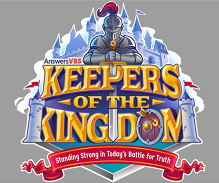 AnswersVBS
KEEPERS
OF THE
KINGDOM
Standing Strong in Today's Battle for Truth